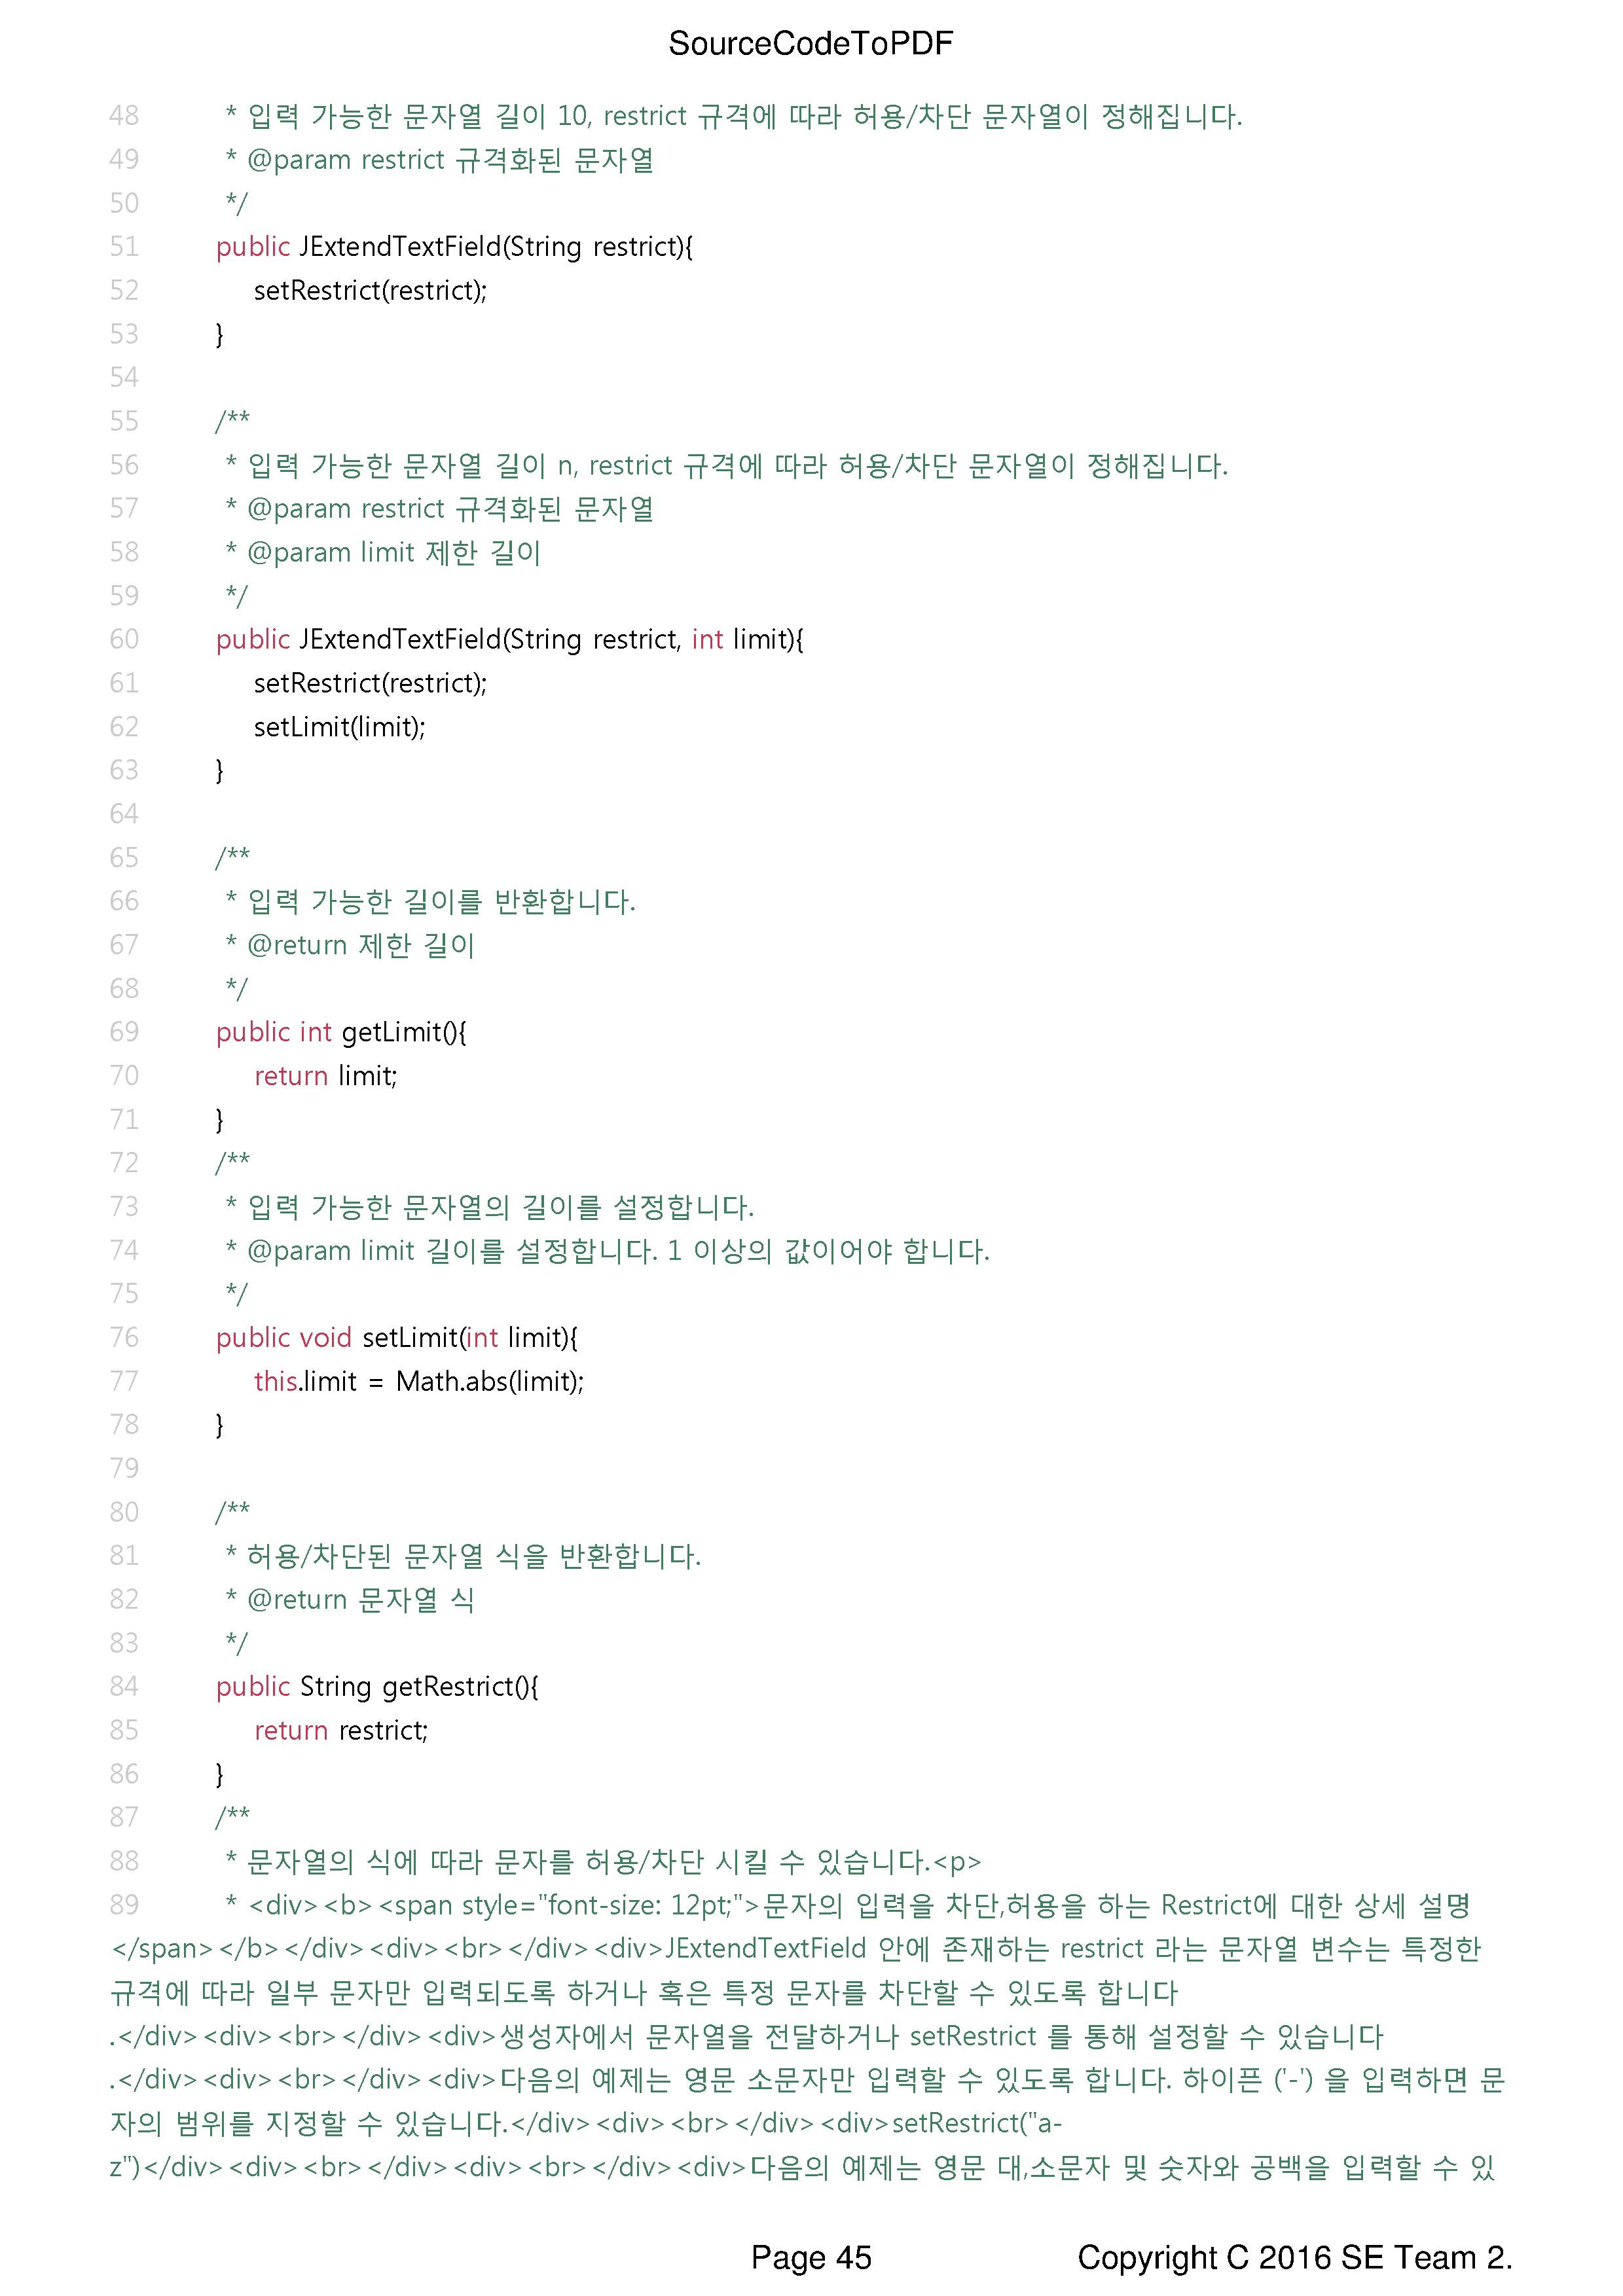 SourceCodeToPDF
48 * 입력 가능한 문자열 길이 10, restrict 규격에 따라 허용/차단 문자열이 정해집니다.
49 * @param restrict 규격화된 문자열
50 */
51 public JExtendTextField(String restrict){
52 setRestrict(restrict);
53 }
54
55 /**
56 * 입력 가능한 문자열 길이 n, restrict 규격에 따라 허용/차단 문자열이 정해집니다.
57 * @param restrict 규격화된 문자열
58 * @param limit 제한 길이
59 */
60 public JExtendTextField(String restrict, int limit){
61 setRestrict(restrict);
62 setLimit(limit);
63 }
64
65 /**
66 * 입력 가능한 길이를 반환합니다.
67 * @return 제한 길이
68 */
69 public int getLimit(){
70 return limit;
71 }
72 /**
73 * 입력 가능한 문자열의 길이를 설정합니다.
74 * @param limit 길이를 설정합니다. 1 이상의 값이어야 합니다.
75 */
76 public void setLimit(int limit){
77 this.limit = Math.abs(limit);
78 }
79
80 /**
81 * 허용/차단된 문자열 식을 반환합니다.
82 * @return 문자열 식
83 */
84 public String getRestrict(){
85 return restrict;
86 }
87 /**
88 * 문자열의 식에 따라 문자를 허용/차단 시킬 수 있습니다.<p>
89 * <div><b><span style="font-size: 12pt;">문자의 입력을 차단,허용을 하는 Restrict에 대한 상세 설명
</span></b></div><div><br></div><div>JExtendTextField 안에 존재하는 restrict 라는 문자열 변수는 특정한
규격에 따라 일부 문자만 입력되도록 하거나 혹은 특정 문자를 차단할 수 있도록 합니다
.</div><div><br></div><div>생성자에서 문자열을 전달하거나 setRestrict 를 통해 설정할 수 있습니다
.</div><div><br></div><div>다음의 예제는 영문 소문자만 입력할 수 있도록 합니다. 하이픈 ('-') 을 입력하면 문
자의 범위를 지정할 수 있습니다.</div><div><br></div><div>setRestrict("a-
z")</div><div><br></div><div><br></div><div>다음의 예제는 영문 대,소문자 및 숫자와 공백을 입력할 수 있
Page 45 Copyright C 2016 SE Team 2.